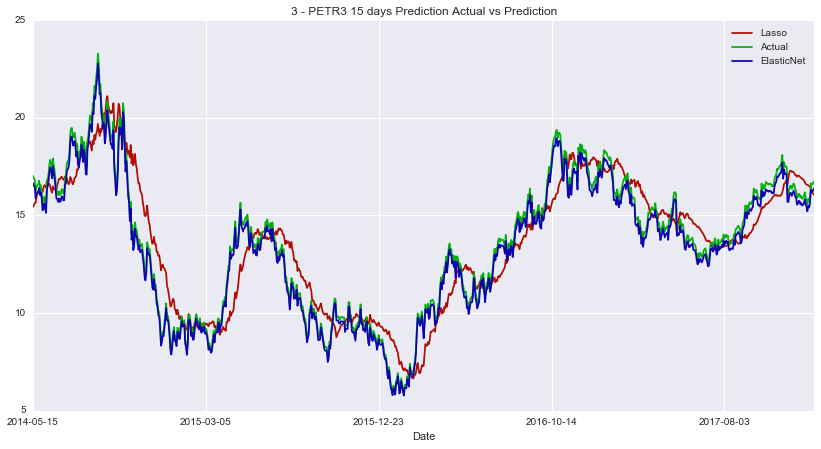 3 - PETR3 15 days Prediction Actual vs Prediction
Lasso
Actual
ElasticNet
25
20
15
10
5
2014-05-15
2015-03-05
2015-12-23
2016-10-14
2017-08-03
Date